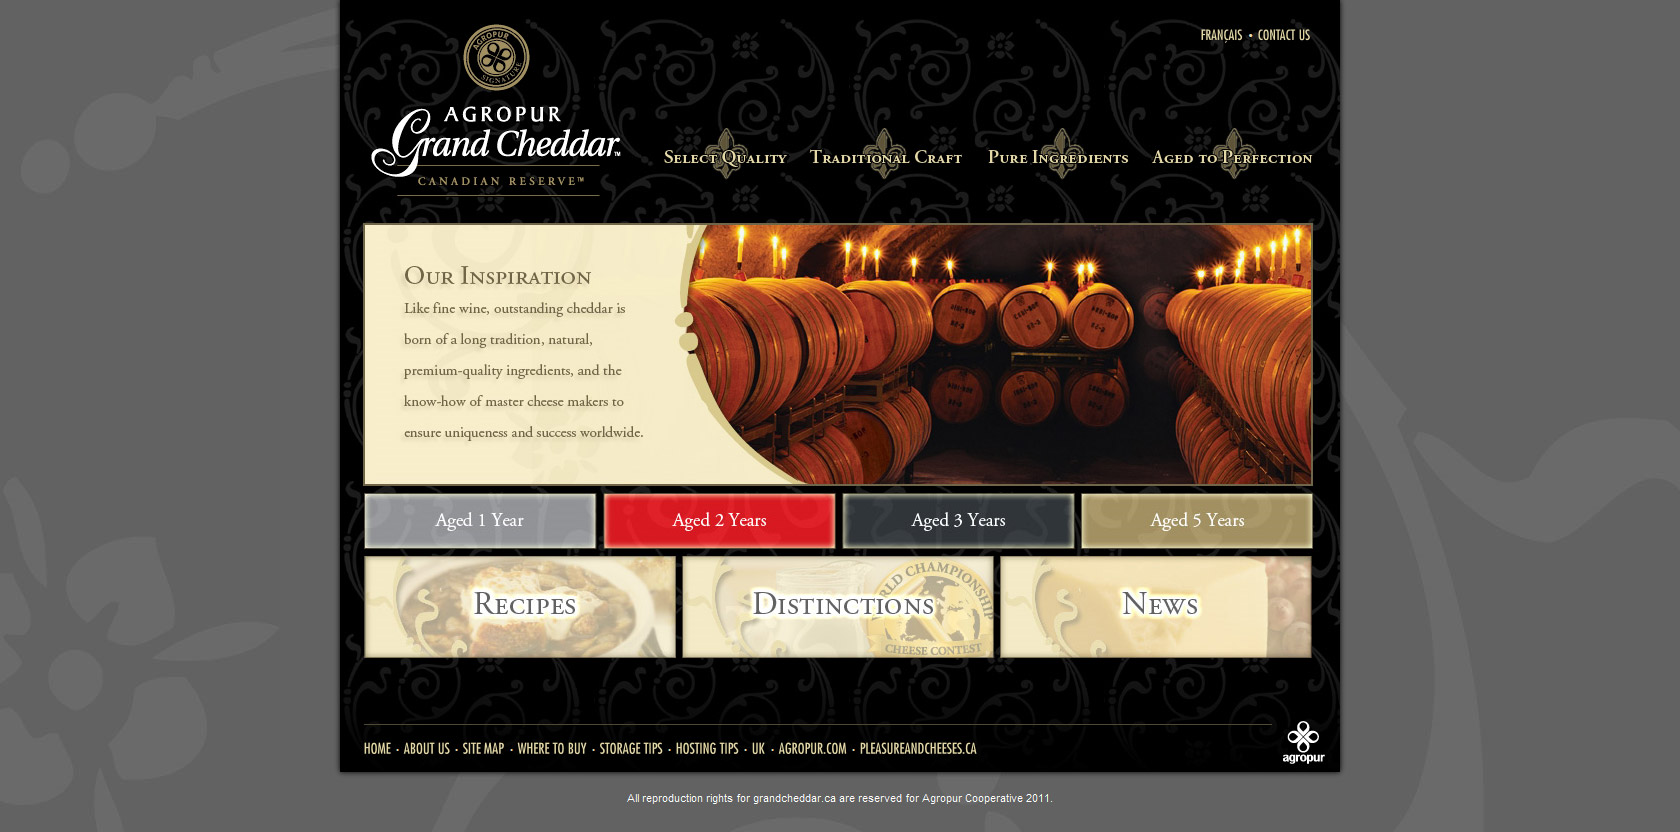 FRANÇAIS • CONTACT US
AGROPUR
SIGNATURE
AGROPUR
Grand Cheddar™
CANADIAN RESERVE™
Select Quality
Traditional Craft
Pure Ingredients
Aged to Perfection
Our Inspiration
Like fine wine, outstanding cheddar is
born of a long tradition, natural,
premium-quality ingredients, and the
know-how of master cheese makers to
ensure uniqueness and success worldwide.
Aged 1 Year
Aged 2 Years
Aged 3 Years
Aged 5 Years
Recipes
Distinctions
CHAMPIONSHIP
CHEESE CONTEST
News
HOME • ABOUT US • SITE MAP • WHERE TO BUY • STORAGE TIPS • HOSTING TIPS • UK • AGROPUR.COM • PLEASUREANDCHEESES.CA
agropur
All reproduction rights for grandcheddar.ca are reserved for Agropur Cooperative 2011.